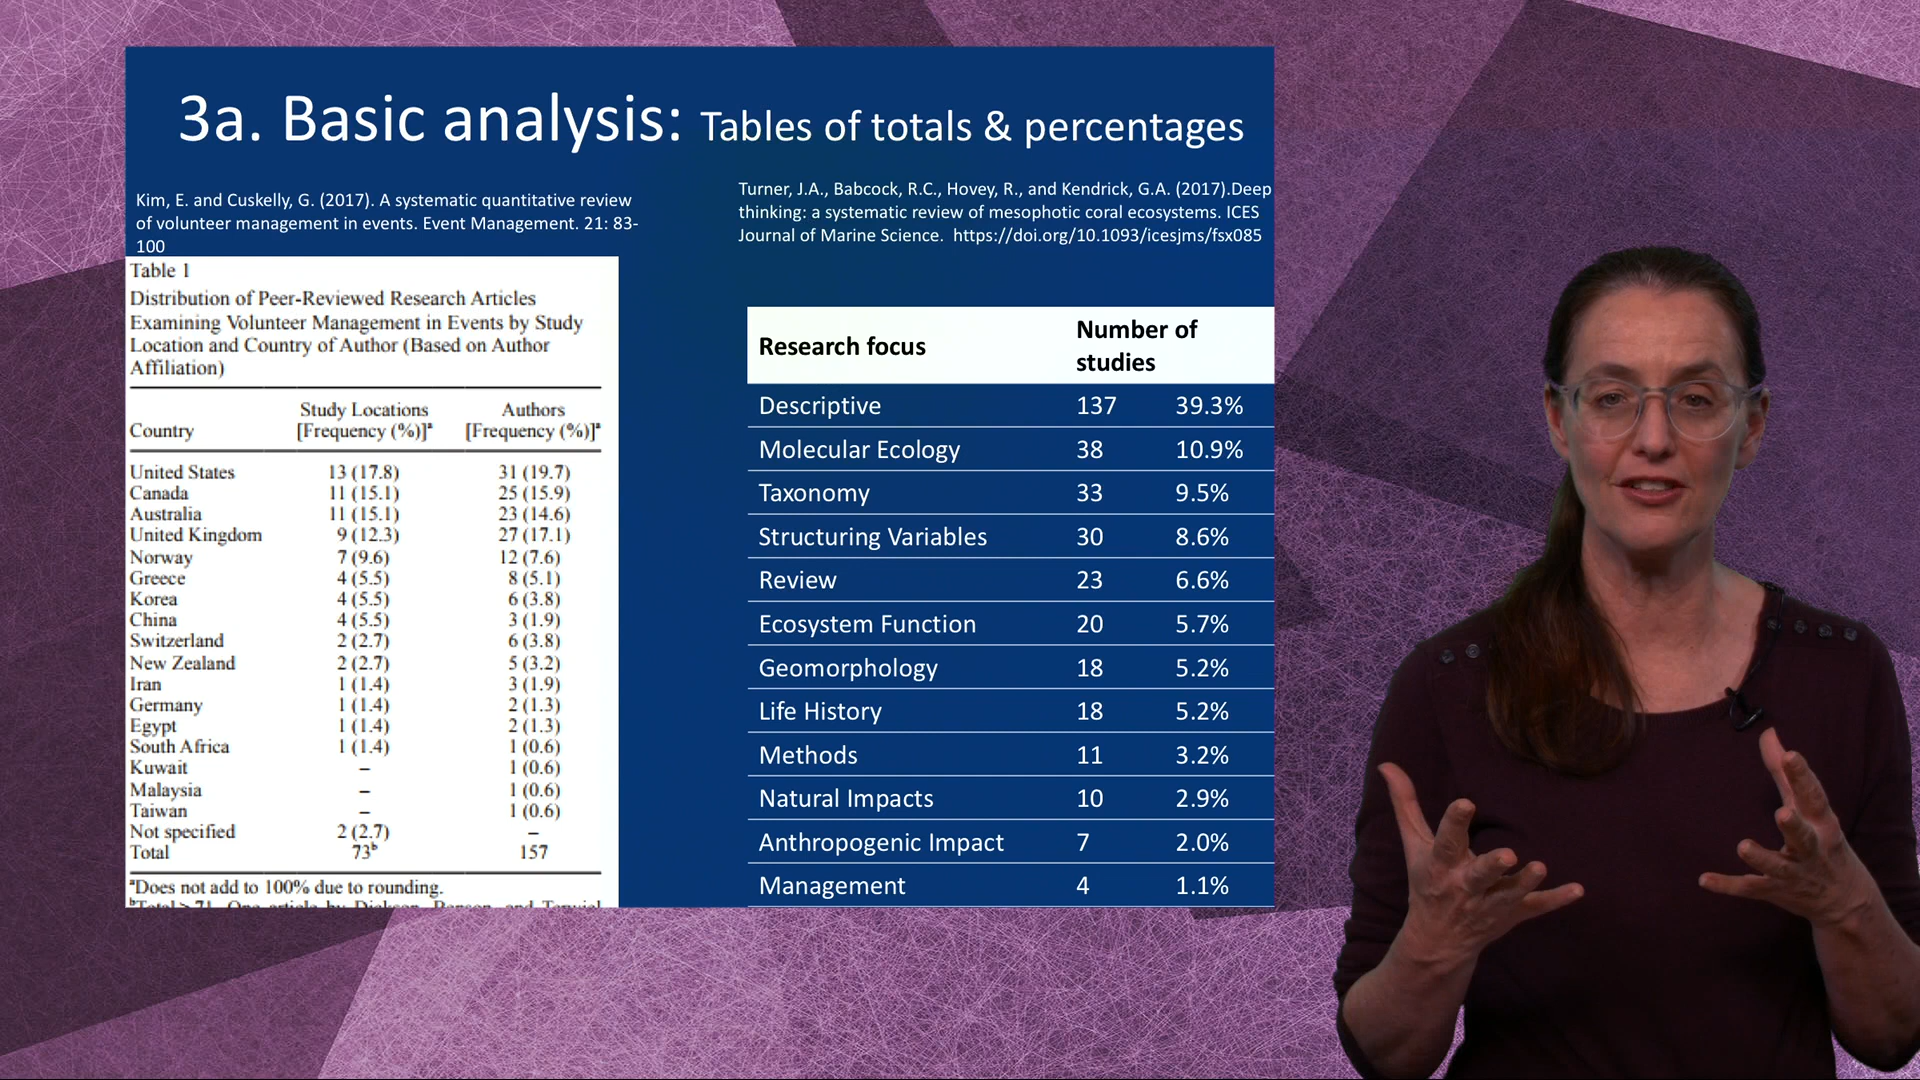 3a. Basic analysis: Tables of totals & percentages
Kim, E. and Cuskelly, G. (2017). A systematic quantitative review
of volunteer management in events. Event Management. 21: 83-
100
Table 1
Distribution of Peer-Reviewed Research Articles
Examining Volunteer Management in Events by Study
Location and Country of Author (Based on Author
Affiliation)
Country Study Locations [Frequency (%)]ᵃ Authors [Frequency (%)]ᵃ
United States 13 (17.8) 31 (19.7)
Canada 11 (15.1) 25 (15.9)
Australia 11 (15.1) 23 (14.6)
United Kingdom 9 (12.3) 27 (17.1)
Norway 7 (9.6) 12 (7.6)
Greece 4 (5.5) 8 (5.1)
Korea 4 (5.5) 6 (3.8)
China 4 (5.5) 3 (1.9)
Switzerland 2 (2.7) 6 (3.8)
New Zealand 2 (2.7) 5 (3.2)
Iran 1 (1.4) 3 (1.9)
Germany 1 (1.4) 2 (1.3)
Egypt 1 (1.4) 2 (1.3)
South Africa 1 (1.4) 1 (0.6)
Kuwait – 1 (0.6)
Malaysia – 1 (0.6)
Taiwan – 1 (0.6)
Not specified 2 (2.7) –
Total 73ᵇ 157
ᵃDoes not add to 100% due to rounding.
Turner, J.A., Babcock, R.C., Hovey, R., and Kendrick, G.A. (2017).Deep
thinking: a systematic review of mesophotic coral ecosystems. ICES
Journal of Marine Science. https://doi.org/10.1093/icesjms/fsx085
Research focus Number of studies
Descriptive 137 39.3%
Molecular Ecology 38 10.9%
Taxonomy 33 9.5%
Structuring Variables 30 8.6%
Review 23 6.6%
Ecosystem Function 20 5.7%
Geomorphology 18 5.2%
Life History 18 5.2%
Methods 11 3.2%
Natural Impacts 10 2.9%
Anthropogenic Impact 7 2.0%
Management 4 1.1%